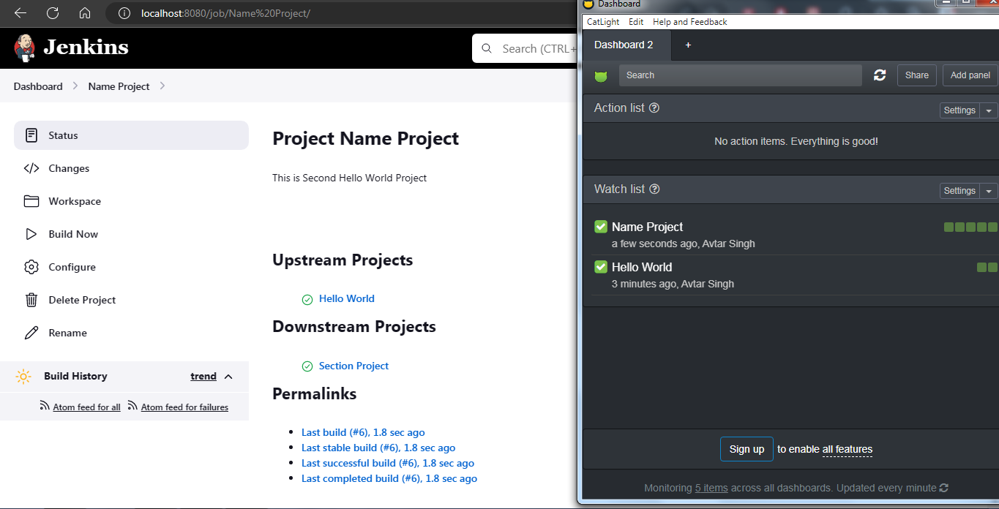 localhost:8080/job/Name%20Project/
Jenkins
Search (CTRL+
Dashboard
Name Project
Status
Changes
Workspace
Build Now
Configure
Delete Project
Rename
Build History
trend
Atom feed for all
Atom feed for failures
Project Name Project
This is Second Hello World Project
Upstream Projects
Hello World
Downstream Projects
Section Project
Permalinks
Last build (#6), 1.8 sec ago
Last stable build (#6), 1.8 sec ago
Last successful build (#6), 1.8 sec ago
Last completed build (#6), 1.8 sec ago
Dashboard
CatLight Edit Help and Feedback
Dashboard 2 +
Search
Share
Add panel
Action list
Settings
No action items. Everything is good!
Watch list
Settings
Name Project
a few seconds ago, Avtar Singh
Hello World
3 minutes ago, Avtar Singh
Sign up to enable all features
Monitoring 5 items across all dashboards. Updated every minute